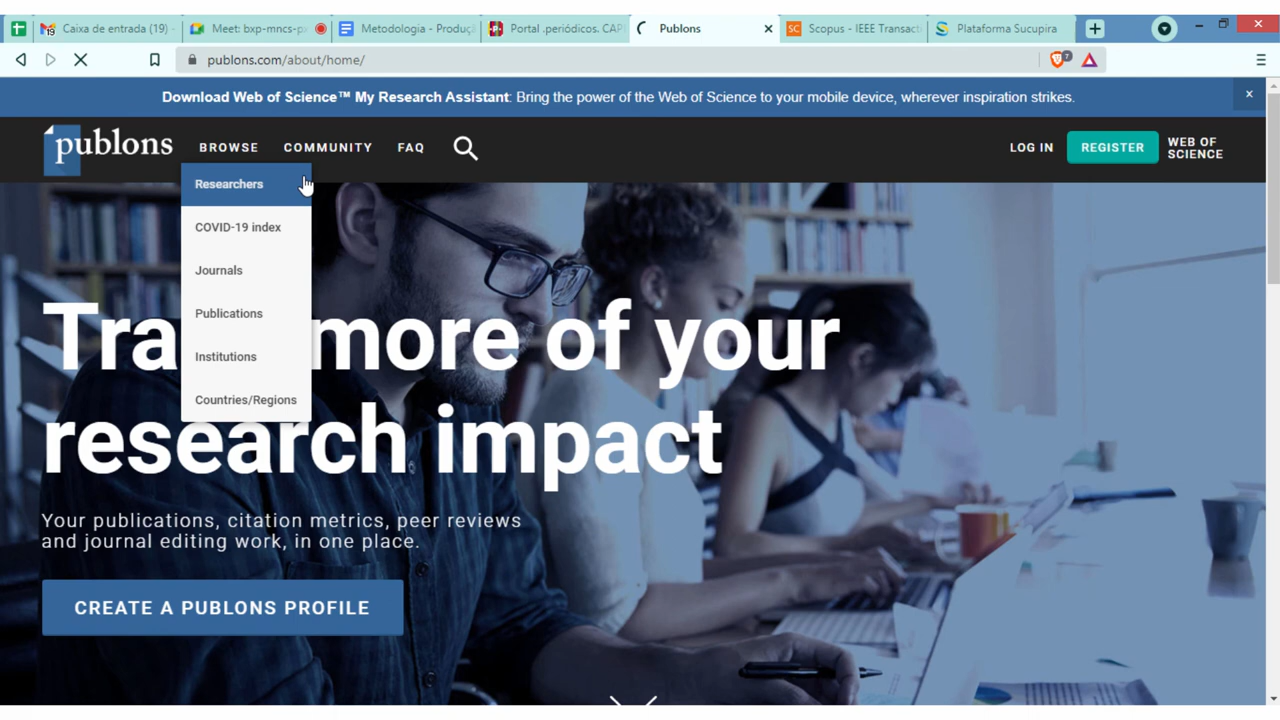 Caixa de entrada (19) -
Meet: bxp-mncs-p
Metodologia - Produç
Portal .periódicos. CAP
Publons
SC
Scopus - IEEE Transact
Plataforma Sucupira
publons.com/about/home/
7
Download Web of Science™ My Research Assistant: Bring the power of the Web of Science to your mobile device, wherever inspiration strikes.
x
publons
BROWSE
COMMUNITY
FAQ
LOG IN
REGISTER
WEB OF
SCIENCE
Researchers
COVID-19 index
Journals
Publications
Institutions
Countries/Regions
Tra more of your
research impact
Your publications, citation metrics, peer reviews
and journal editing work, in one place.
CREATE A PUBLONS PROFILE